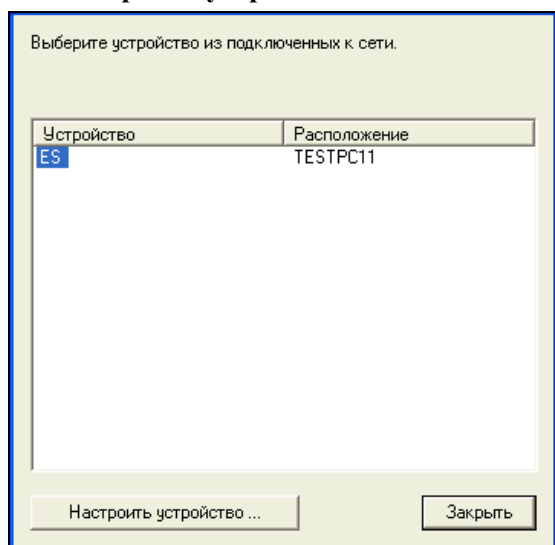 Выберите устройство из подключенных к сети.
Устройство Расположение
ES TESTPC11
Настроить устройство ... Закрыть